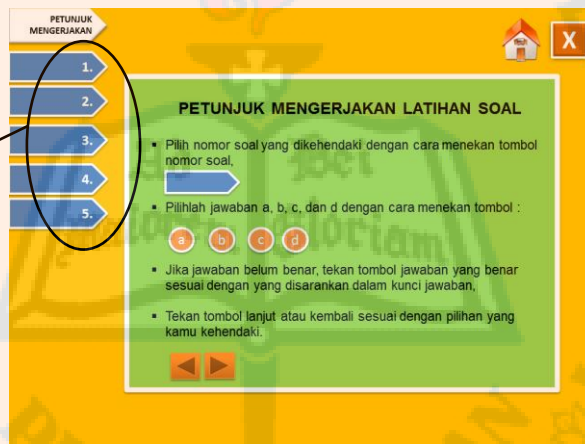 PETUNJUK
MENGERJAKAN
1.
2.
3.
4.
5.
X
PETUNJUK MENGERJAKAN LATIHAN SOAL
▪ Pilih nomor soal yang dikehendaki dengan cara menekan tombol
nomor soal,
▪ Pilihlah jawaban a, b, c, dan d dengan cara menekan tombol :
a b c d
▪ Jika jawaban belum benar, tekan tombol jawaban yang benar
sesuai dengan yang disarankan dalam kunci jawaban,
▪ Tekan tombol lanjut atau kembali sesuai dengan pilihan yang
kamu kehendaki.